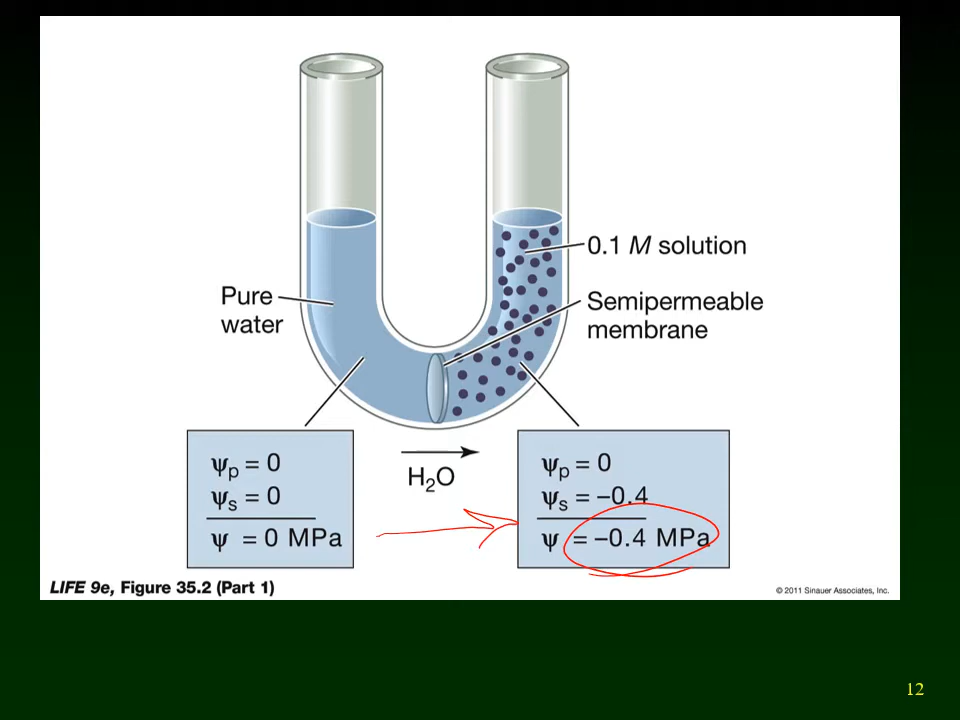 0.1 M solution
Pure
water
Semipermeable
membrane
ψp = 0
ψs = 0
ψ = 0 MPa
H₂O
ψp = 0
ψs = –0.4
ψ = –0.4 MPa
LIFE 9e, Figure 35.2 (Part 1)
© 2011 Sinauer Associates, Inc.
12